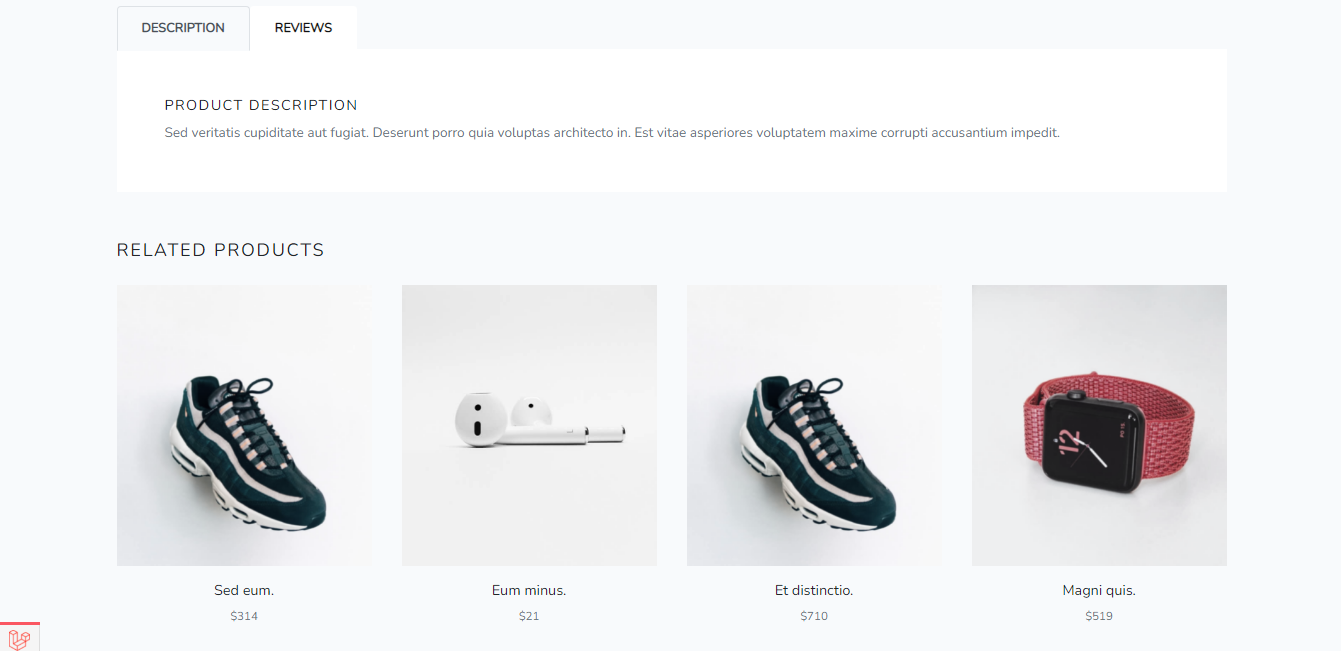 DESCRIPTION
REVIEWS
PRODUCT DESCRIPTION
Sed veritatis cupiditate aut fugiat. Deserunt porro quia voluptas architecto in. Est vitae asperiores voluptatem maxime corrupti accusantium impedit.
RELATED PRODUCTS
12
Sed eum.
Eum minus.
Et distinctio.
Magni quis.
$314
$21
$710
$519